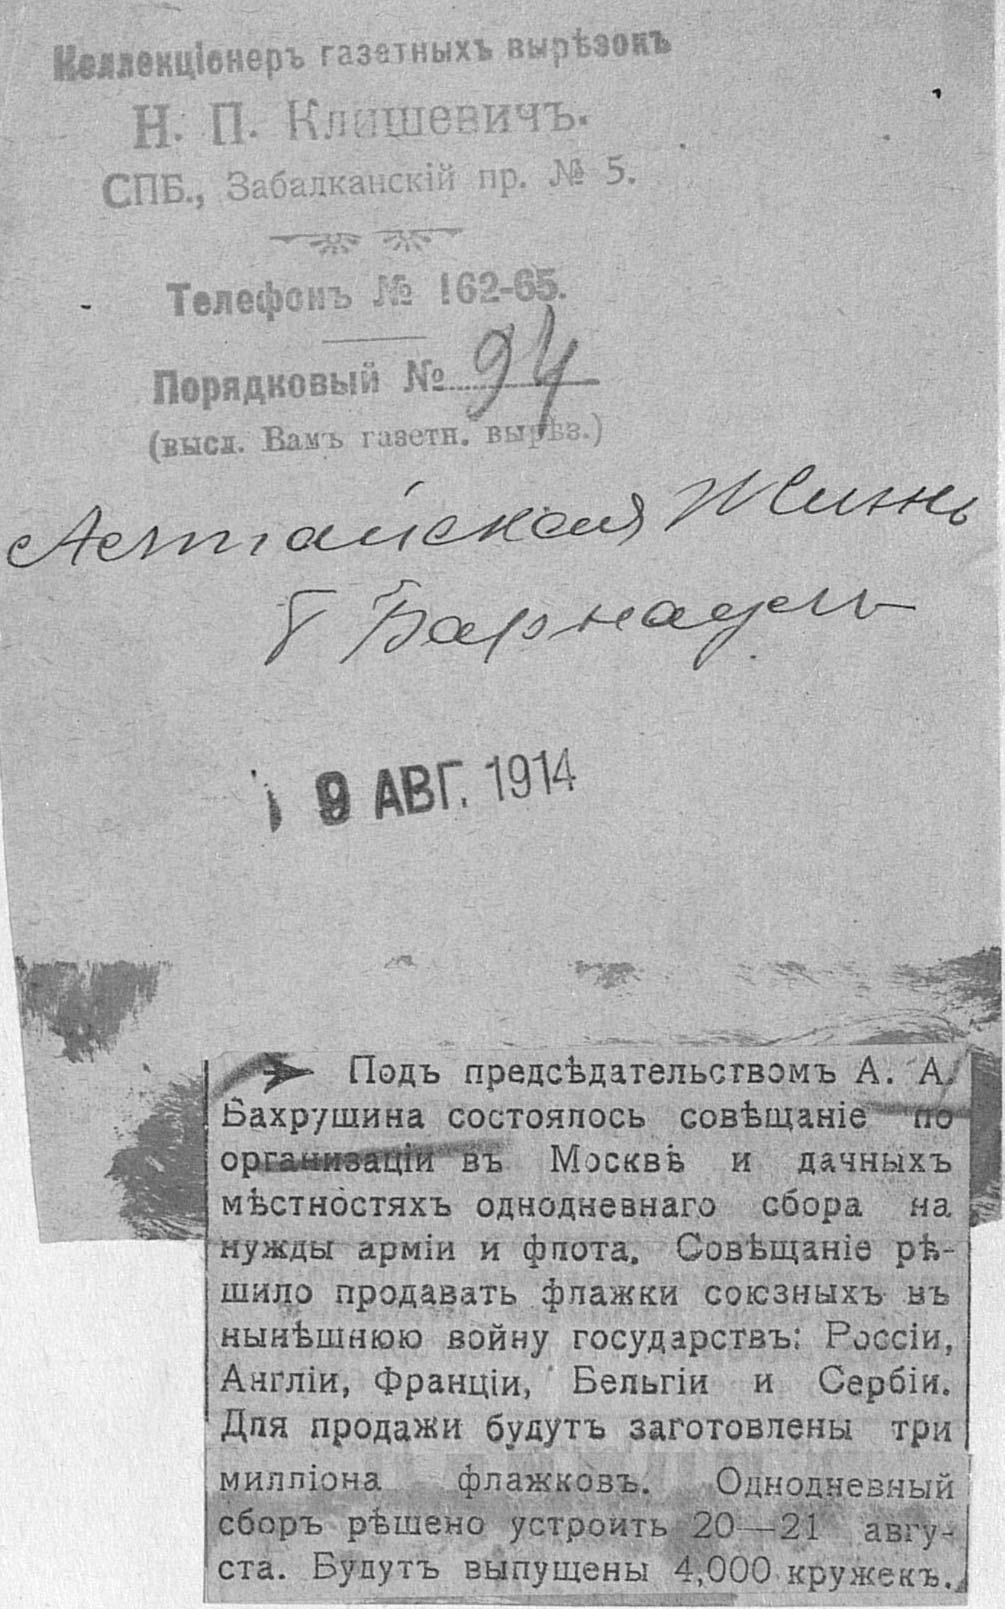 Коллекціонеръ газетныхъ вырѣзокъ
Н. П. Клишевичъ.
СПБ., Забалканскій пр. № 5.
Телефонъ № 162-65.
Порядковый № 94
(высл. Вамъ газетн. вырѣз.)
Алтайская Жизнь
г Барнаулъ
19 АВГ. 1914
Подъ предсѣдательствомъ А. А.
Бахрушина состоялось совѣщаніе по
организаціи въ Москвѣ и дачныхъ
мѣстностяхъ однодневнаго сбора на
нужды арміи и флота. Совѣщаніе рѣ-
шило продавать флажки союзныхъ въ
нынѣшнюю войну государствъ: Россіи,
Англіи, Франціи, Бельгіи и Сербіи.
Для продажи будутъ заготовлены три
милліона флажковъ. Однодневный
сборъ рѣшено устроить 20—21 авгу-
ста. Будутъ выпущены 4,000 кружекъ.